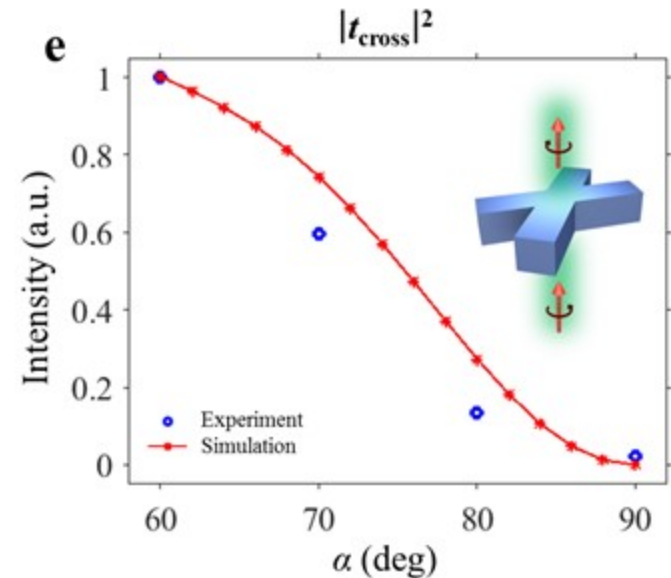 e
|t_cross|²
Intensity (a.u.)
1
0.8
0.6
0.4
0.2
0
Experiment
Simulation
60
70
80
90
α (deg)